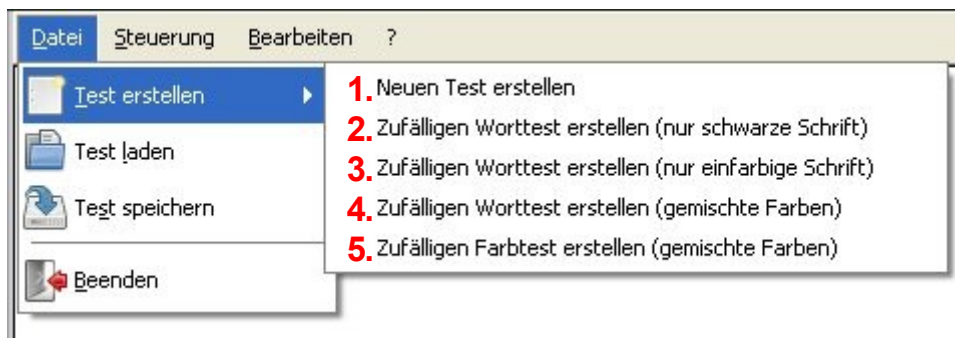 Datei Steuerung Bearbeiten ?
Test erstellen
Test laden
Test speichern
Beenden
1. Neuen Test erstellen
2. Zufälligen Worttest erstellen (nur schwarze Schrift)
3. Zufälligen Worttest erstellen (nur einfarbige Schrift)
4. Zufälligen Worttest erstellen (gemischte Farben)
5. Zufälligen Farbtest erstellen (gemischte Farben)